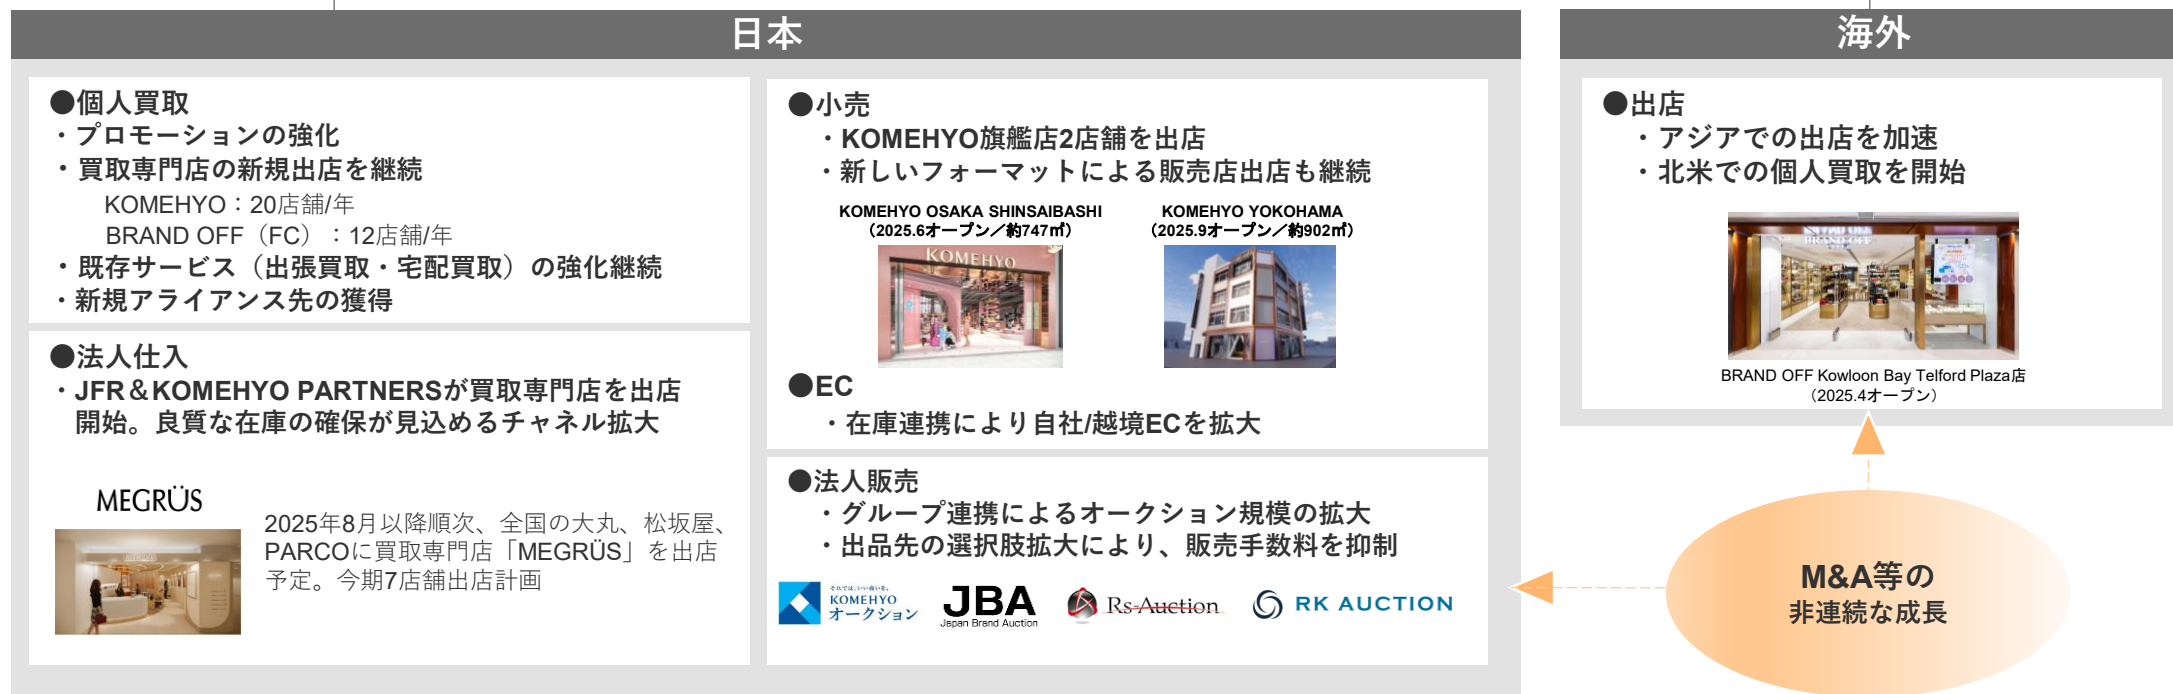 日本
●個人買取
・プロモーションの強化
・買取専門店の新規出店を継続
KOMEHYO：20店舗/年
BRAND OFF（FC）：12店舗/年
・既存サービス（出張買取・宅配買取）の強化継続
・新規アライアンス先の獲得
●法人仕入
・JFR＆KOMEHYO PARTNERSが買取専門店を出店
開始。良質な在庫の確保が見込めるチャネル拡大
MEGRÜS
2025年8月以降順次、全国の大丸、松坂屋、
PARCOに買取専門店「MEGRÜS」を出店
予定。今期7店舗出店計画
●小売
・KOMEHYO旗艦店2店舗を出店
・新しいフォーマットによる販売店出店も継続
KOMEHYO OSAKA SHINSAIBASHI
（2025.6オープン／約747㎡）
KOMEHYO
KOMEHYO YOKOHAMA
（2025.9オープン／約902㎡）
●EC
・在庫連携により自社/越境ECを拡大
●法人販売
・グループ連携によるオークション規模の拡大
・出品先の選択肢拡大により、販売手数料を抑制
それでは、いい商いを。
KOMEHYO
オークション
JBA
Japan Brand Auction
Rs-Auction
RK AUCTION
海外
●出店
・アジアでの出店を加速
・北米での個人買取を開始
BRAND OFF
BRAND OFF Kowloon Bay Telford Plaza店
（2025.4オープン）
M&A等の
非連続な成長